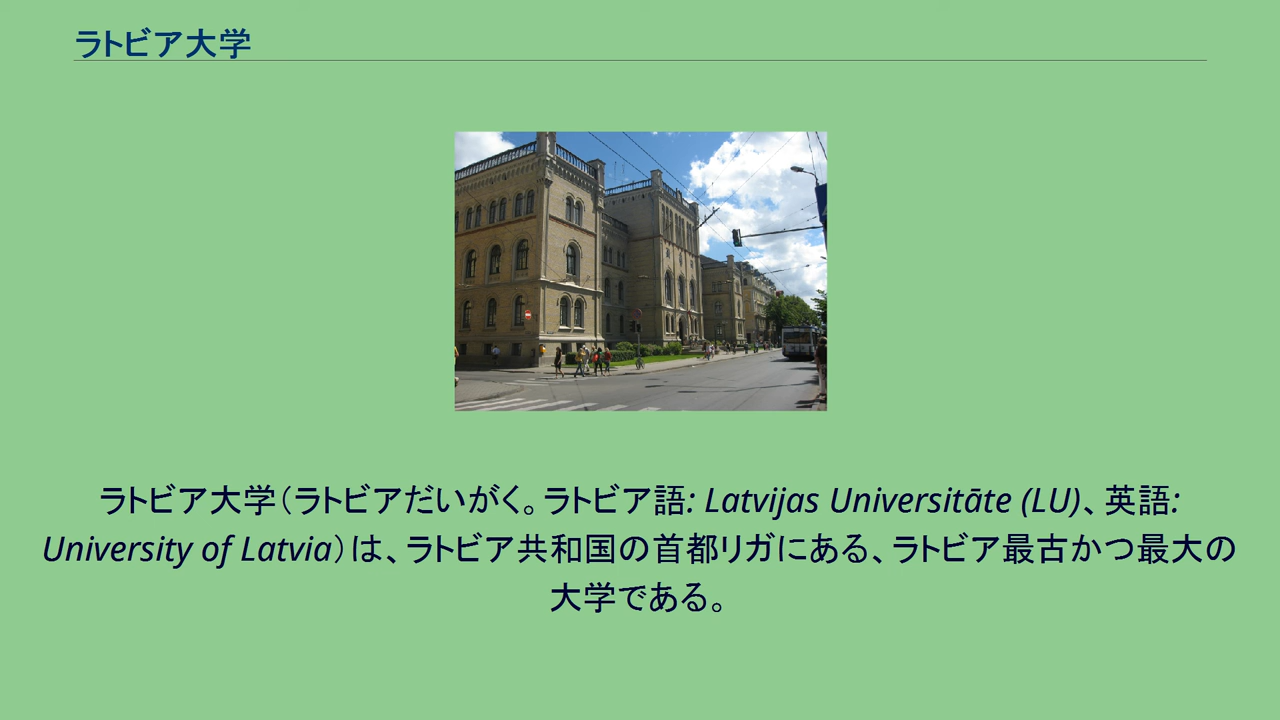 ラトビア大学
ラトビア大学（ラトビアだいがく。ラトビア語: Latvijas Universitāte (LU)、英語:
University of Latvia）は、ラトビア共和国の首都リガにある、ラトビア最古かつ最大の
大学である。